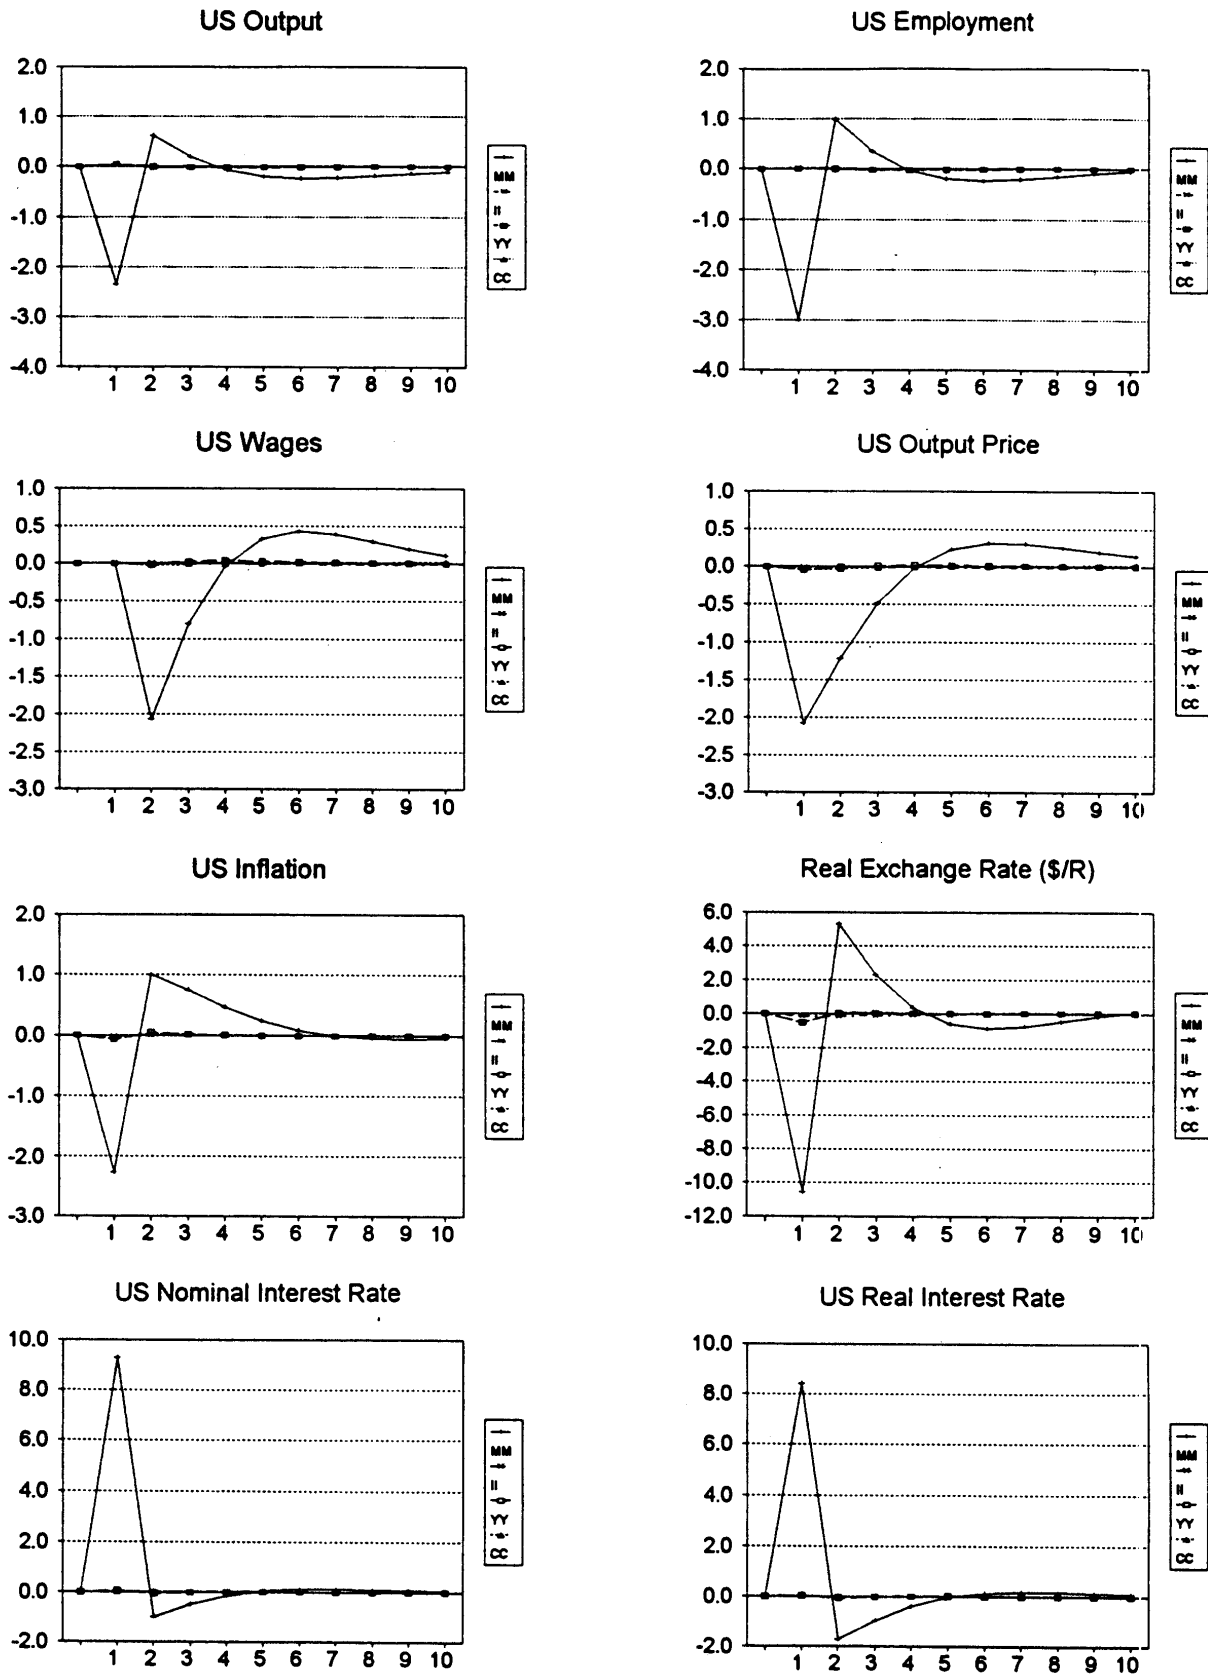 US Output
2.0
1.0
0.0
-1.0
-2.0
-3.0
-4.0
1 2 3 4 5 6 7 8 9 10
MM
II
YY
CC
US Employment
2.0
1.0
0.0
-1.0
-2.0
-3.0
-4.0
1 2 3 4 5 6 7 8 9 10
MM
II
YY
CC
US Wages
1.0
0.5
0.0
-0.5
-1.0
-1.5
-2.0
-2.5
-3.0
1 2 3 4 5 6 7 8 9 10
MM
II
YY
CC
US Output Price
1.0
0.5
0.0
-0.5
-1.0
-1.5
-2.0
-2.5
-3.0
1 2 3 4 5 6 7 8 9 10
MM
II
YY
CC
US Inflation
2.0
1.0
0.0
-1.0
-2.0
-3.0
1 2 3 4 5 6 7 8 9 10
MM
II
YY
CC
Real Exchange Rate ($/R)
6.0
4.0
2.0
0.0
-2.0
-4.0
-6.0
-8.0
-10.0
-12.0
1 2 3 4 5 6 7 8 9 10
MM
II
YY
CC
US Nominal Interest Rate
10.0
8.0
6.0
4.0
2.0
0.0
-2.0
1 2 3 4 5 6 7 8 9 10
MM
II
YY
CC
US Real Interest Rate
10.0
8.0
6.0
4.0
2.0
0.0
-2.0
1 2 3 4 5 6 7 8 9 10
MM
II
YY
CC